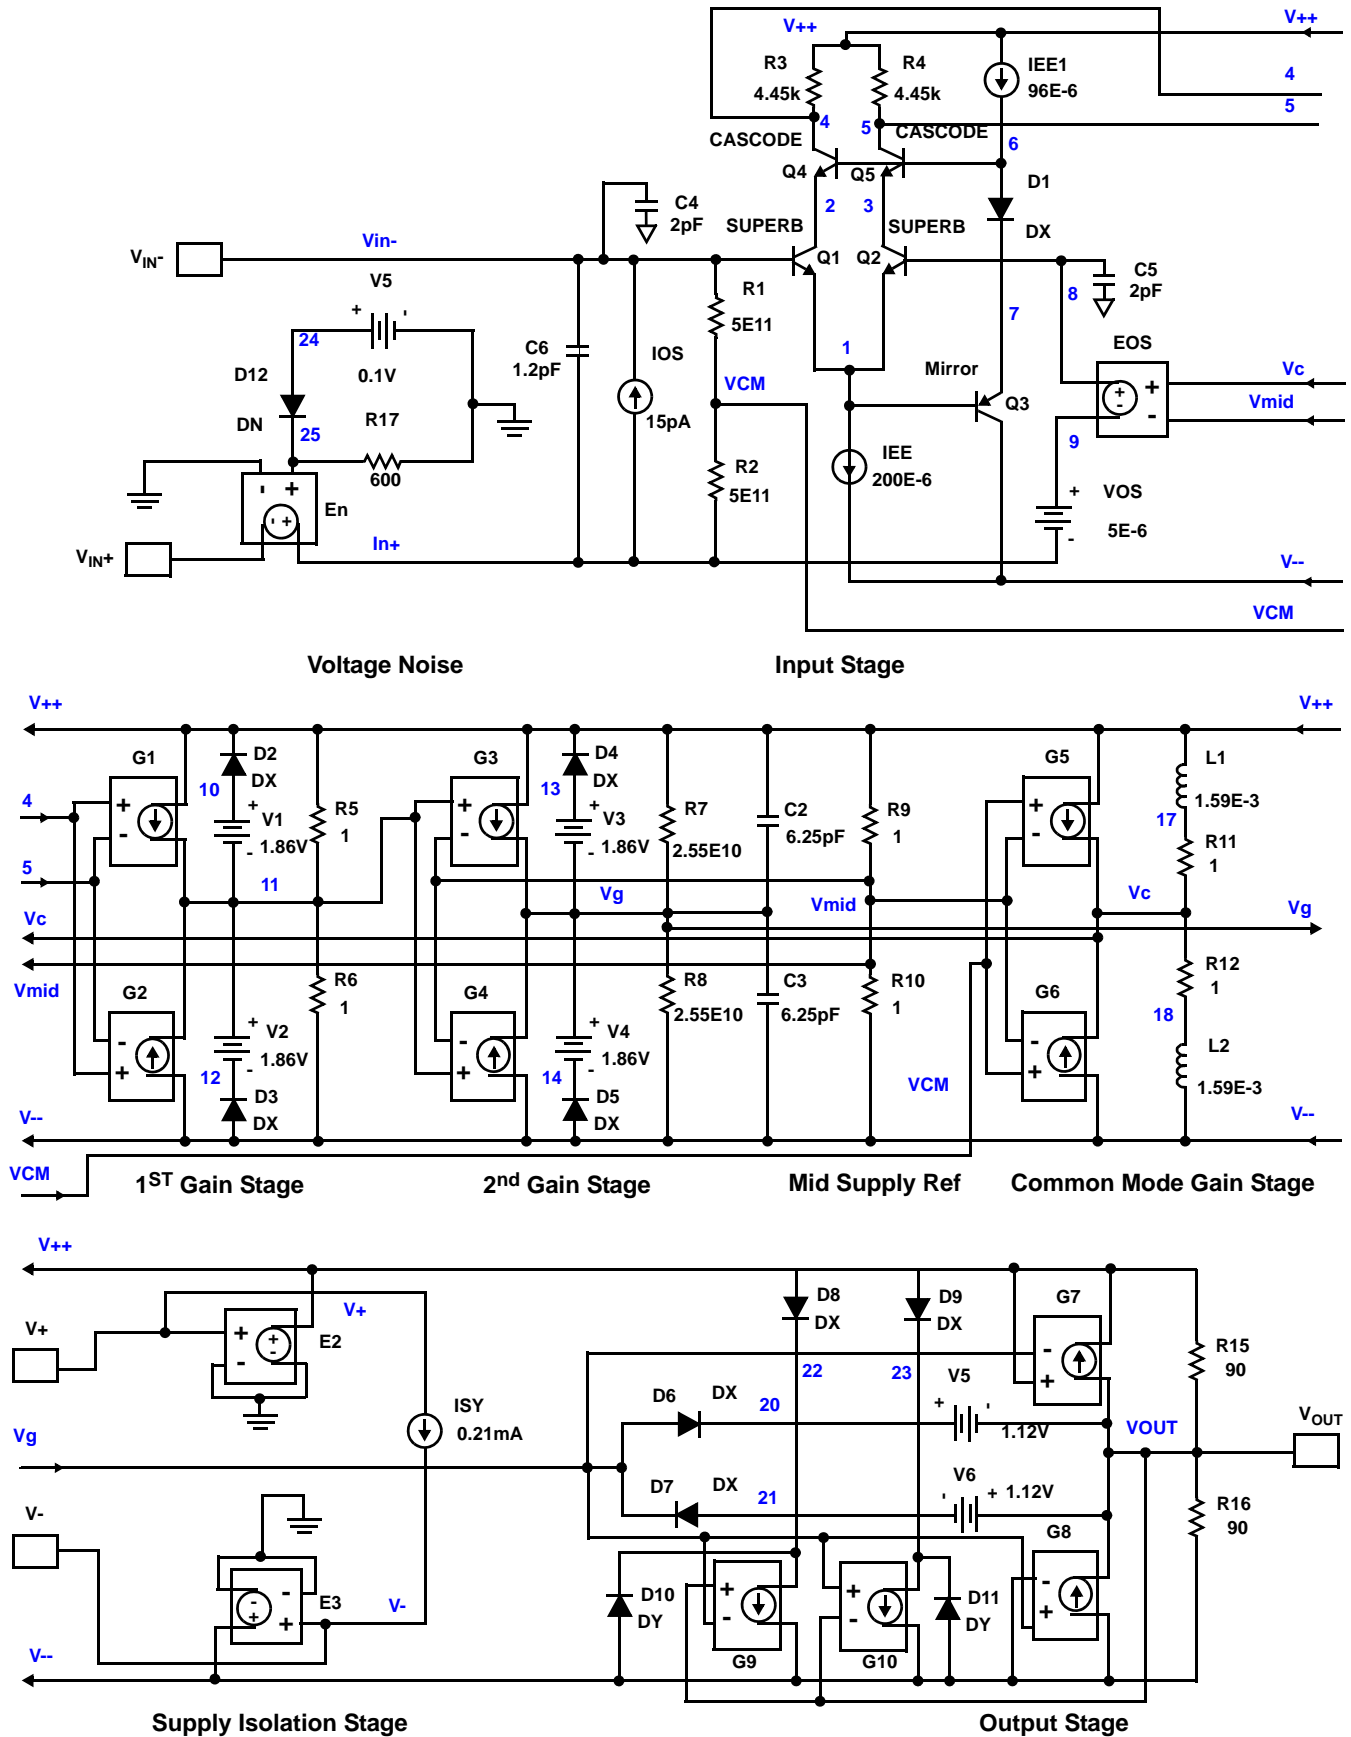 V++
V++
R3
4.45k
R4
4.45k
IEE1
96E-6
4
5
4
5
CASCODE
CASCODE
6
Q4
Q5
D1
DX
C4
2pF
2
3
SUPERB
SUPERB
VIN-
Vin-
Q1
Q2
C5
2pF
8
V5
+
-
R1
5E11
7
24
1
EOS
C6
1.2pF
IOS
D12
0.1V
VCM
Mirror
Vc
+
-
+
-
Vmid
DN
R17
15pA
Q3
25
9
600
R2
5E11
IEE
200E-6
- +
En
- +
+
VOS
5E-6
-
VIN+
In+
V--
VCM
Voltage Noise
Input Stage
V++
V++
G1
D2
DX
G3
D4
DX
G5
L1
10
13
1.59E-3
4
+
-
+
V1
1.86V
-
R5
1
+
-
+
V3
1.86V
-
R7
2.55E10
C2
6.25pF
R9
1
+
-
17
R11
1
5
11
Vg
Vmid
Vc
Vg
Vc
Vmid
G2
R6
1
G4
R8
2.55E10
C3
6.25pF
R10
1
G6
R12
1
18
-
+
+
V2
1.86V
-
-
+
+
V4
1.86V
-
-
+
L2
1.59E-3
12
14
VCM
D3
DX
D5
DX
V--
V--
VCM
1ST Gain Stage
2nd Gain Stage
Mid Supply Ref
Common Mode Gain Stage
V++
D8
DX
D9
DX
G7
V+
V+
+
-
+
-
E2
-
+
R15
90
22
23
D6
DX
20
V5
+
-
1.12V
ISY
0.21mA
Vg
VOUT
VOUT
D7
DX
21
V6
-
+ 1.12V
V-
R16
90
G8
D10
DY
+
-
+
-
D11
DY
-
+
-
+
-
+
E3
V-
V--
G9
G10
Supply Isolation Stage
Output Stage